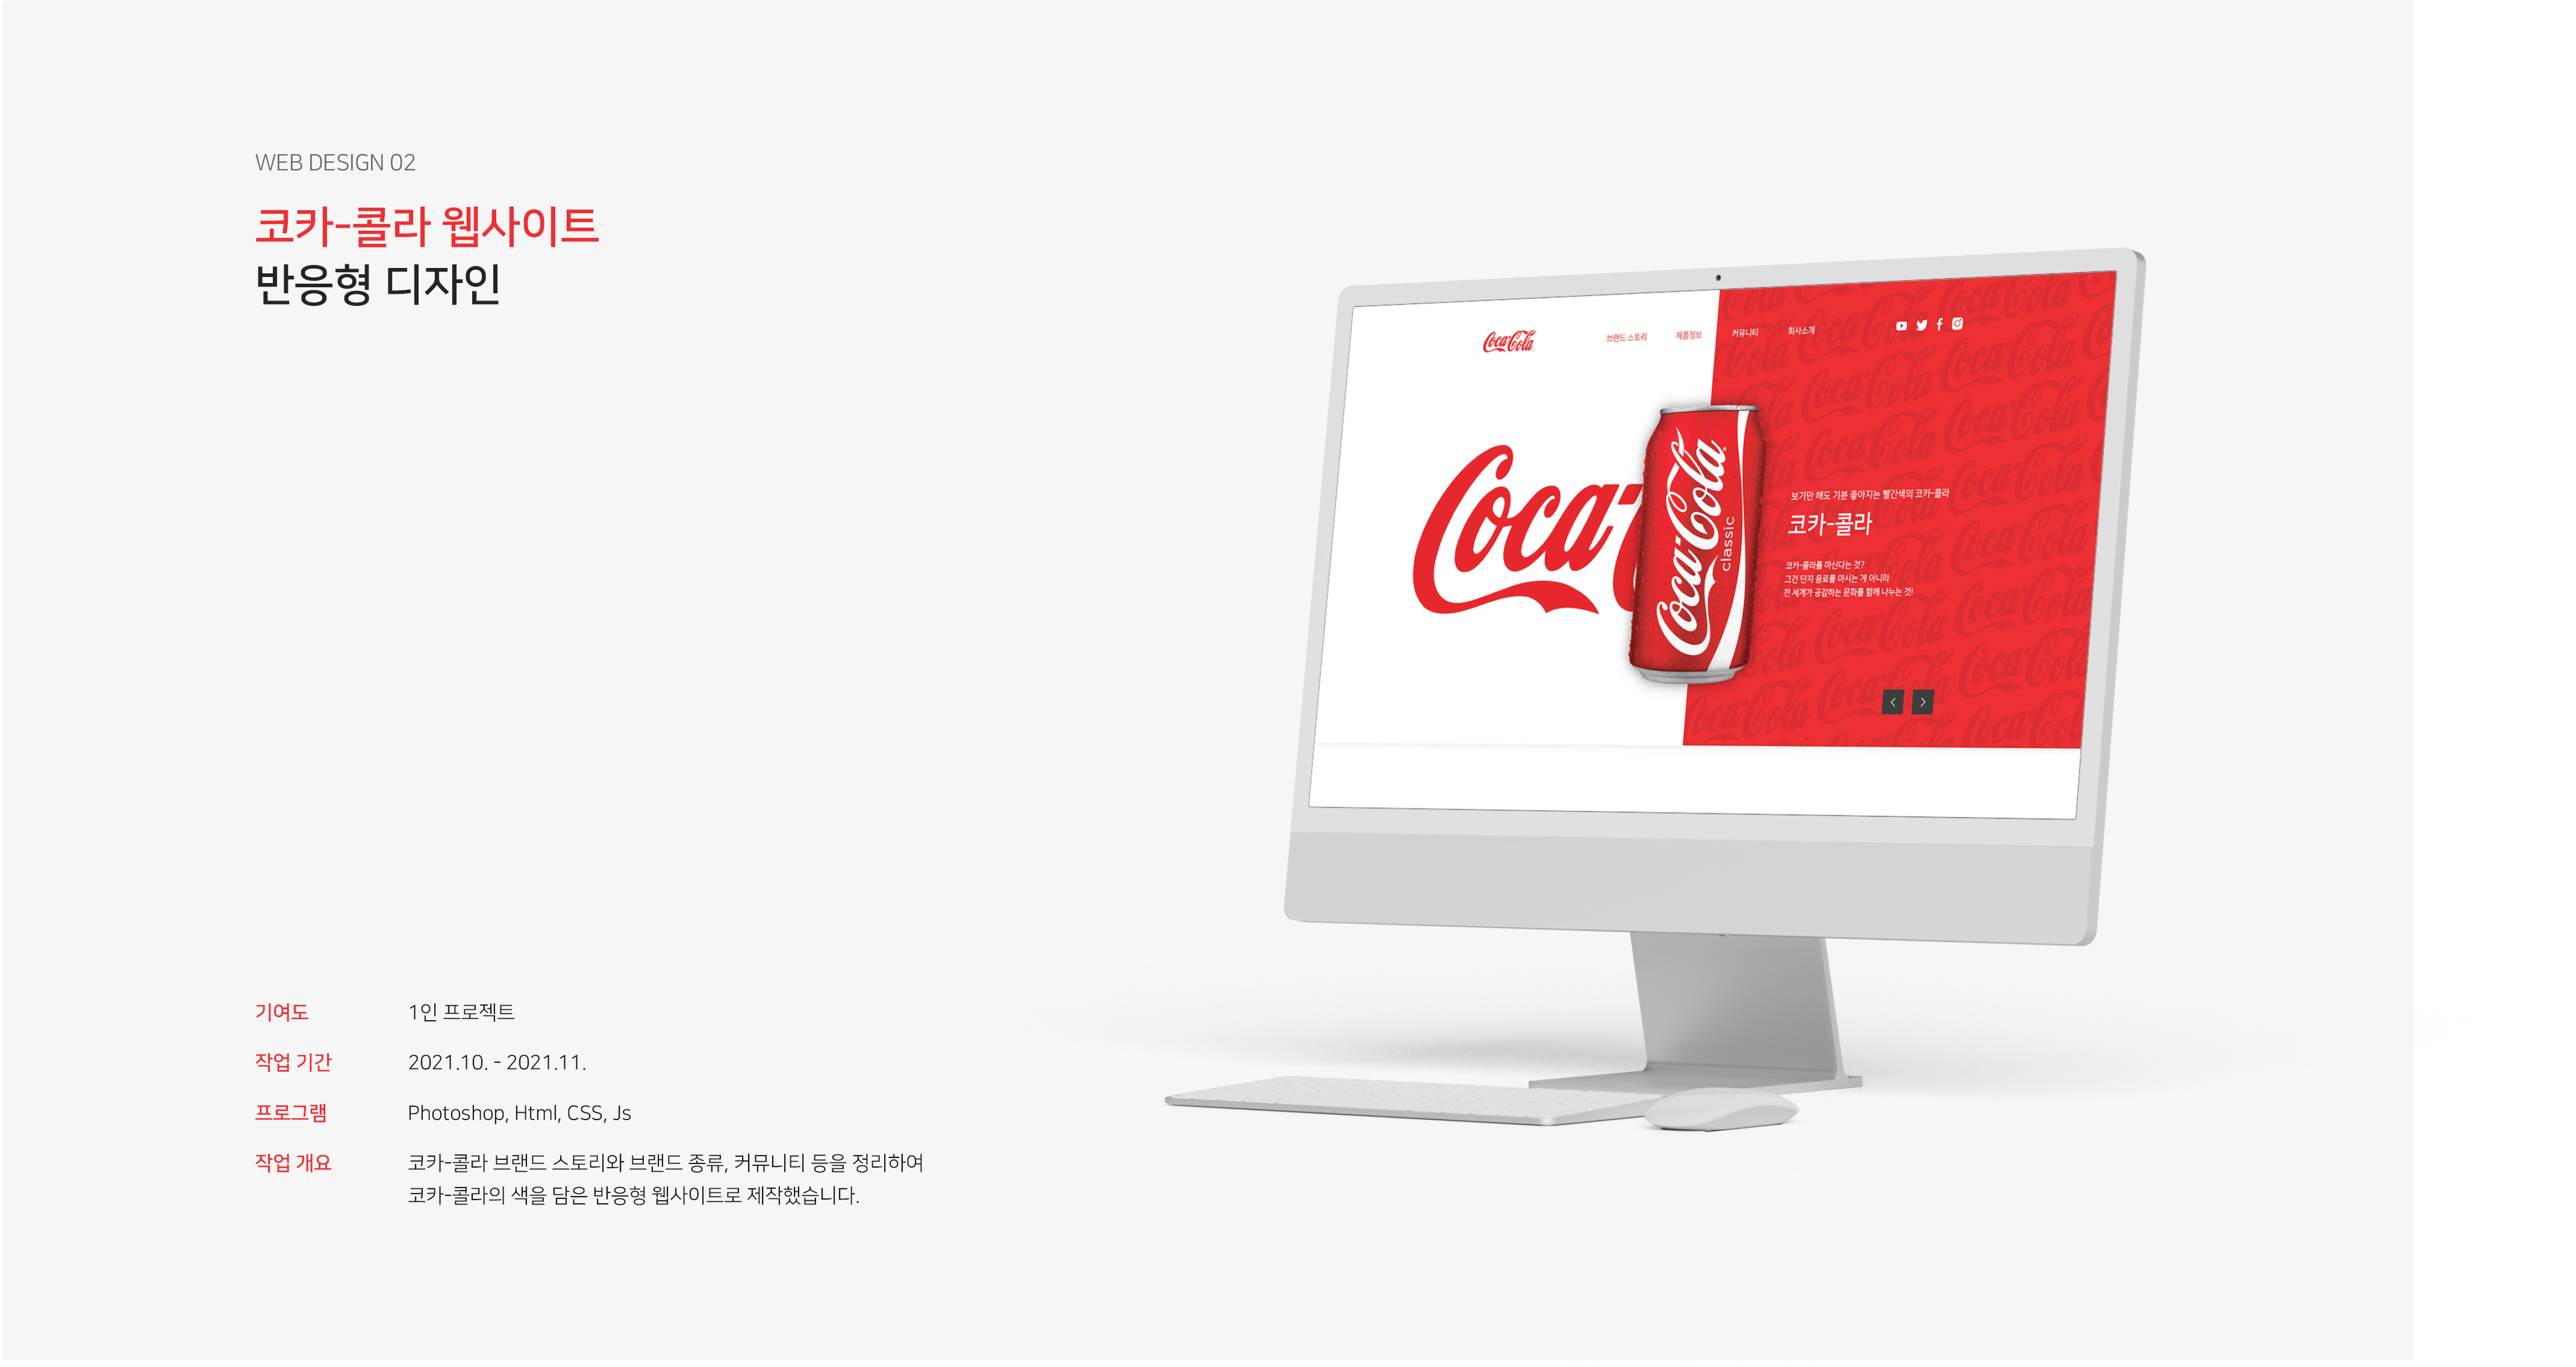 WEB DESIGN 02
코카-콜라 웹사이트
반응형 디자인
Coca-Cola
브랜드 스토리
제품정보
커뮤니티
회사소개
Coca-C
Coca-Cola
classic
보기만 해도 기분 좋아지는 빨간색의 코카-콜라
코카-콜라
코카-콜라를 마신다는 것?
그건 단지 음료를 마시는 게 아니라
전 세계가 공감하는 문화를 함께 나누는 것!
기여도 1인 프로젝트
작업 기간 2021.10. - 2021.11.
프로그램 Photoshop, Html, CSS, Js
작업 개요 코카-콜라 브랜드 스토리와 브랜드 종류, 커뮤니티 등을 정리하여
코카-콜라의 색을 담은 반응형 웹사이트로 제작했습니다.